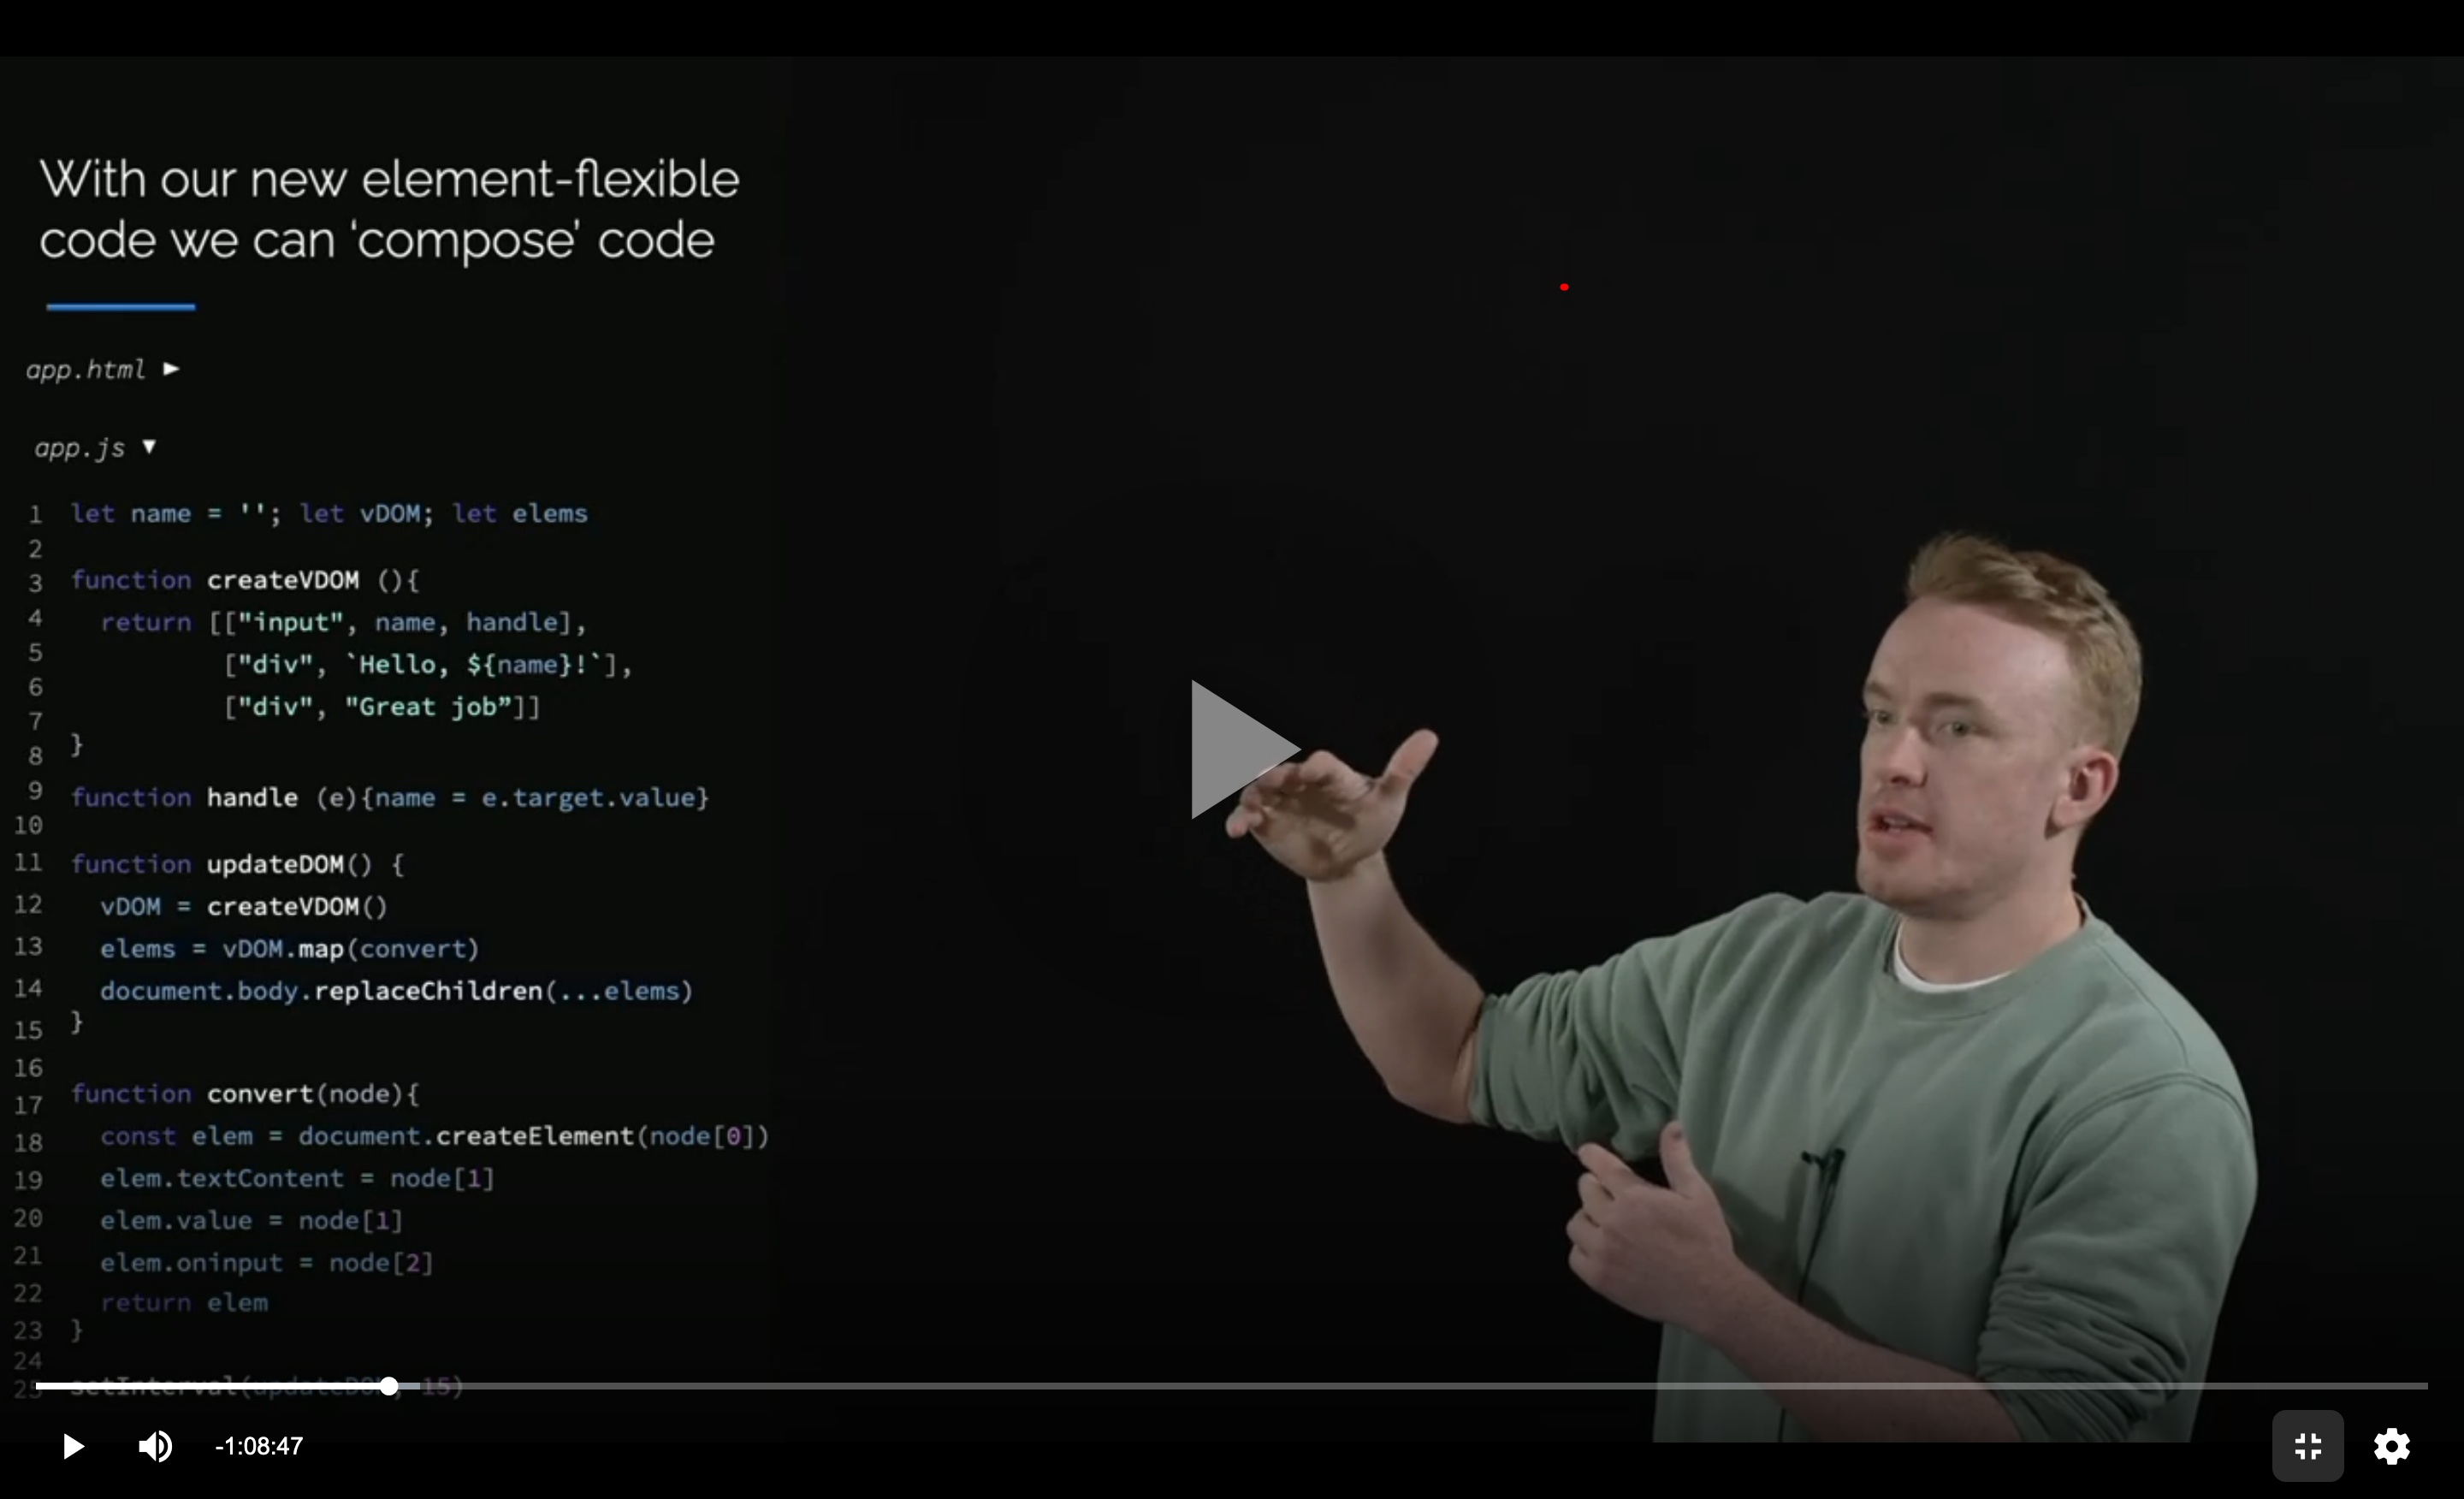 With our new element-flexible
code we can ‘compose’ code
app.html ►
app.js ▼
1 let name = ''; let vDOM; let elems
2
3 function createVDOM (){
4   return [["input", name, handle],
5           ["div", `Hello, ${name}!`],
6           ["div", "Great job”]]
7
8 }
9 function handle (e){name = e.target.value}
10
11 function updateDOM() {
12   vDOM = createVDOM()
13   elems = vDOM.map(convert)
14   document.body.replaceChildren(...elems)
15 }
16
17 function convert(node){
18   const elem = document.createElement(node[0])
19   elem.textContent = node[1]
20   elem.value = node[1]
21   elem.oninput = node[2]
22   return elem
23 }
24
25 setInterval(updateDOM, 15)
-1:08:47